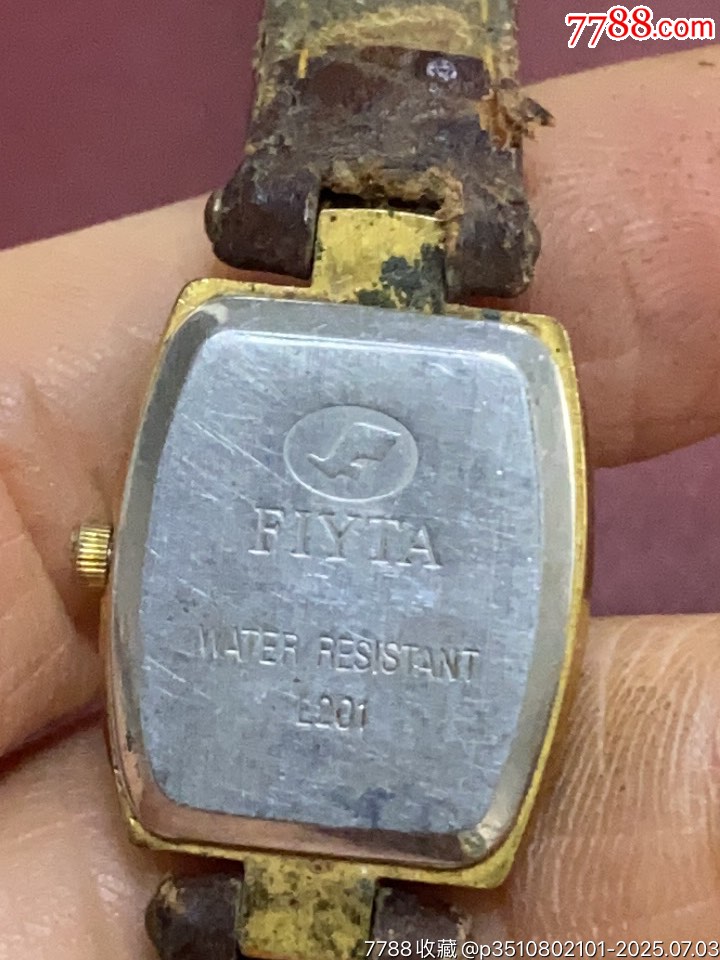 7788.com
FIYTA
WATER RESISTANT
L201
7788收藏 @p3510802101-2025.07.03